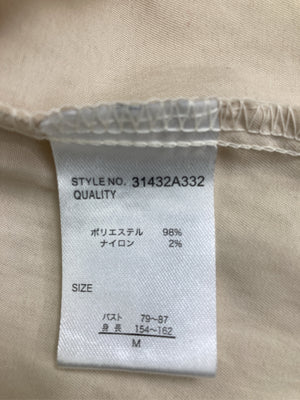 STYLE NO. 31432A332
QUALITY
ポリエステル 98%
ナイロン 2%
SIZE
バスト 79~87
身長 154~162
M